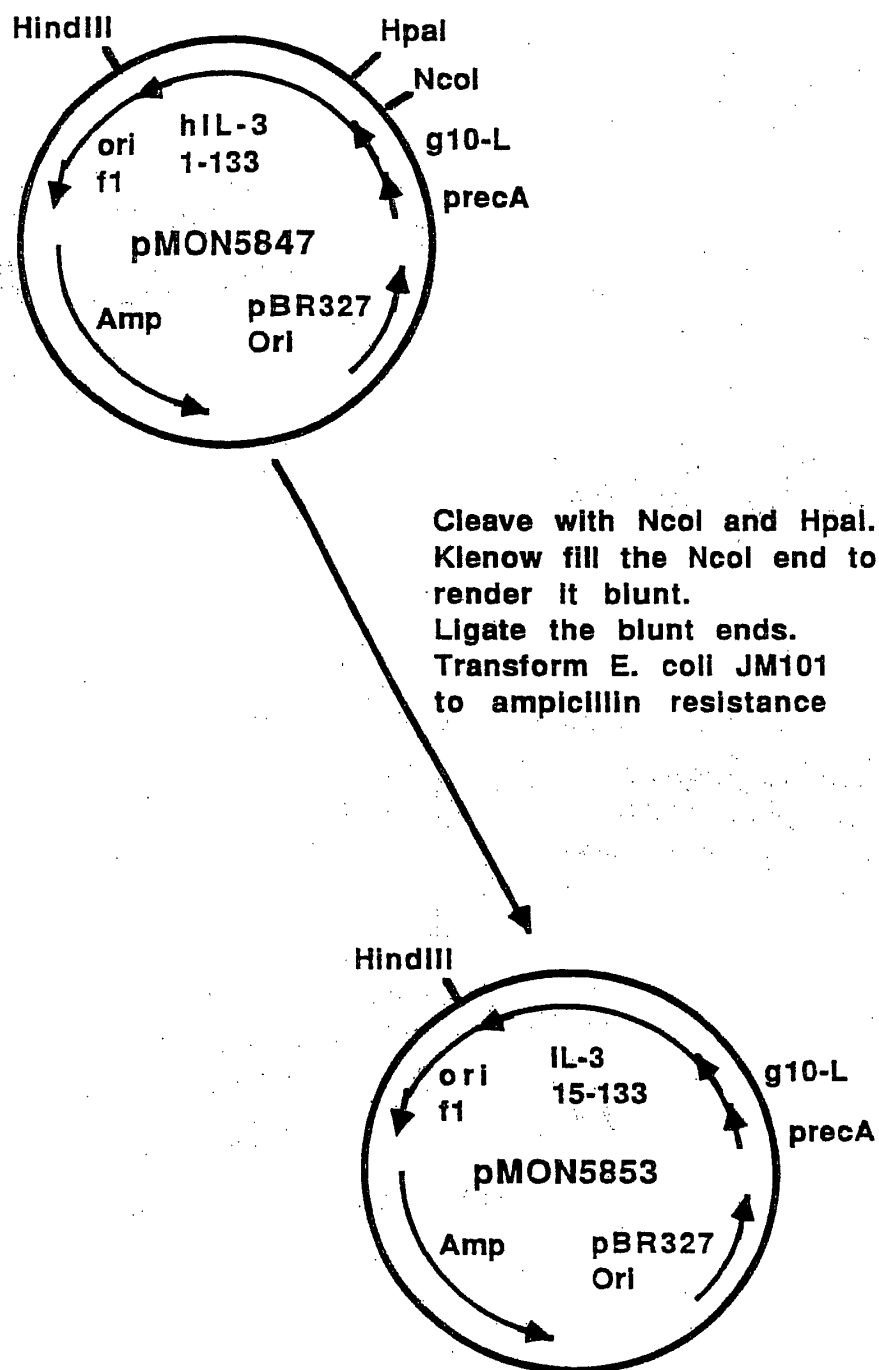 HindIII
HpaI
NcoI
hIL-3
1-133
ori
f1
g10-L
precA
pMON5847
Amp
pBR327
Ori
Cleave with NcoI and HpaI.
Klenow fill the NcoI end to
render it blunt.
Ligate the blunt ends.
Transform E. coli JM101
to ampicillin resistance
HindIII
IL-3
15-133
ori
f1
g10-L
precA
pMON5853
Amp
pBR327
Ori